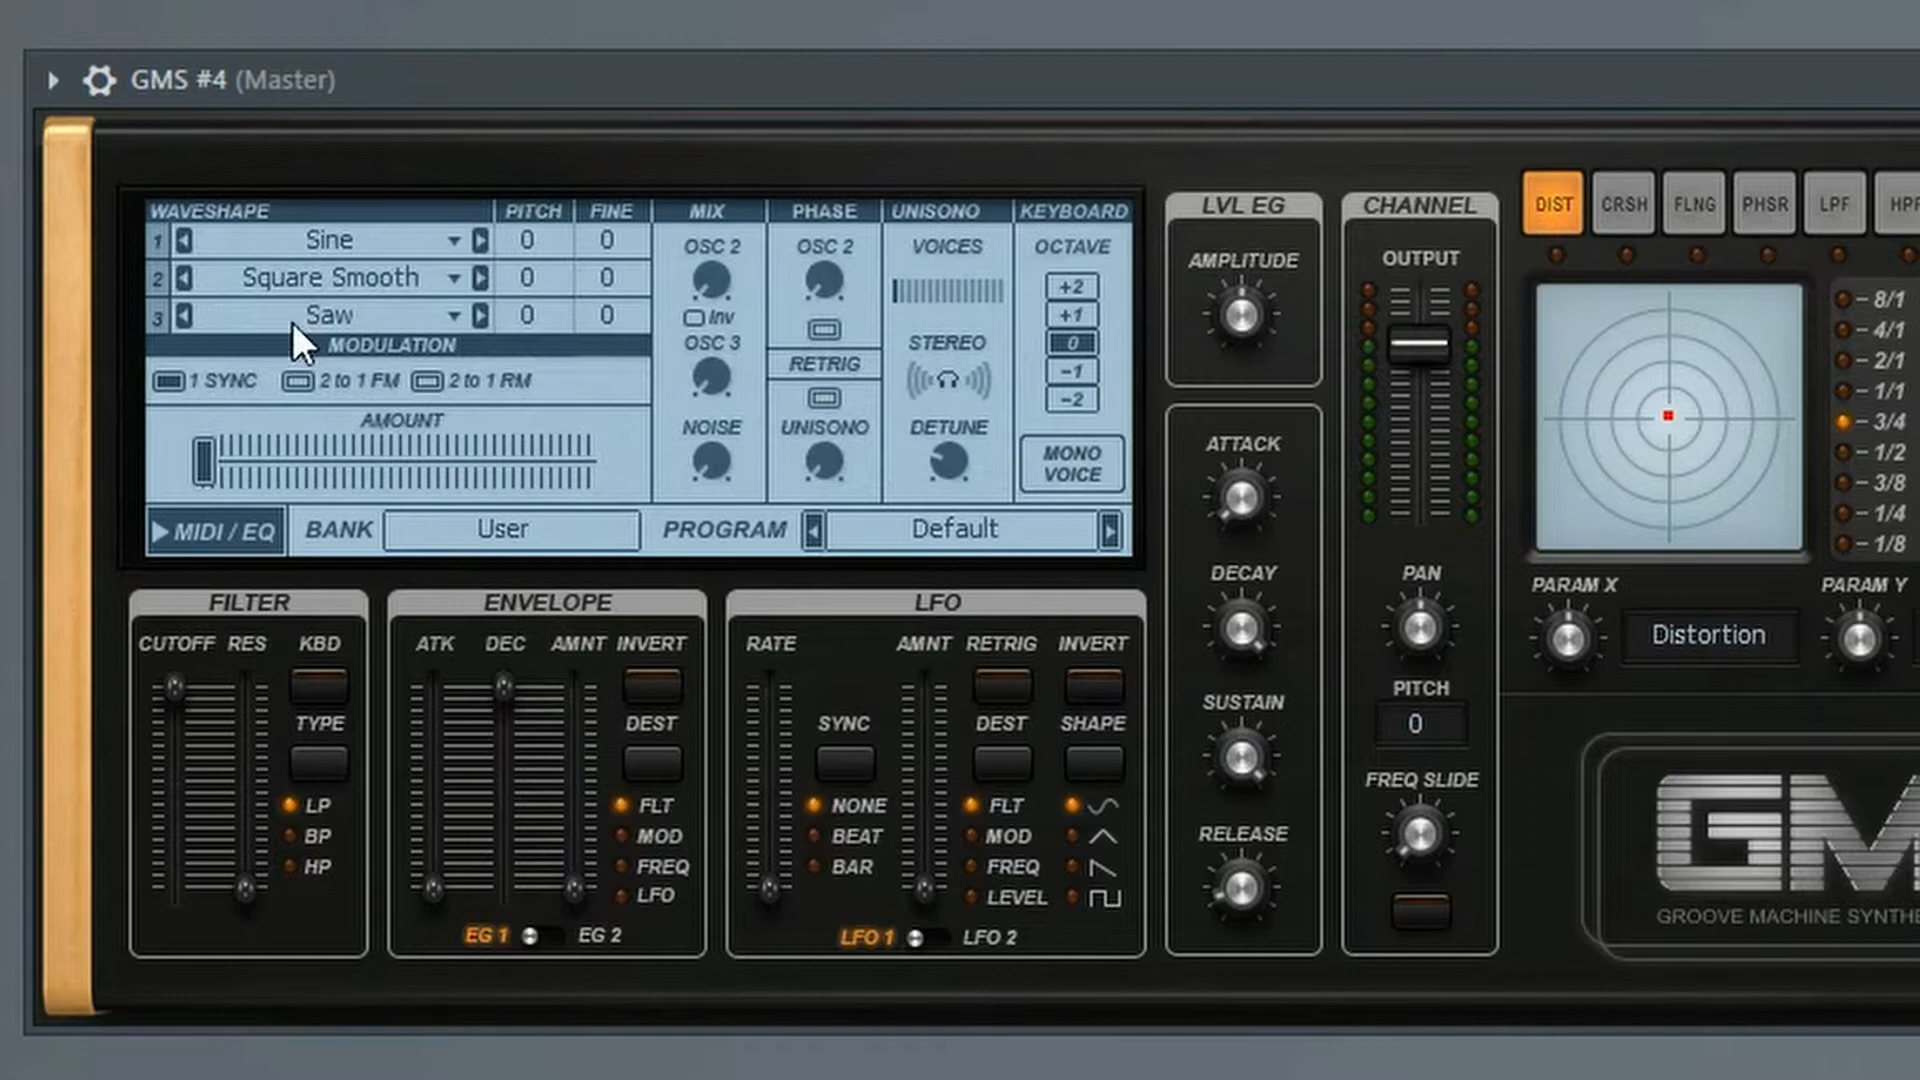 GMS #4 (Master)
WAVESHAPE PITCH FINE MIX PHASE UNISONO KEYBOARD
1 Sine 0 0
2 Square Smooth 0 0
3 Saw 0 0
MODULATION
1 SYNC 2 to 1 FM 2 to 1 RM
AMOUNT
OSC 2
Inv
OSC 3
NOISE
OSC 2
RETRIG
UNISONO
VOICES
STEREO
DETUNE
OCTAVE
+2
+1
0
-1
-2
MONO
VOICE
MIDI / EQ BANK User PROGRAM Default
LVL EG
AMPLITUDE
ATTACK
DECAY
SUSTAIN
RELEASE
CHANNEL
OUTPUT
PAN
PITCH
0
FREQ SLIDE
DIST CRSH FLNG PHSR LPF HPF
8/1
4/1
2/1
1/1
3/4
1/2
3/8
1/4
1/8
PARAM X PARAM Y
Distortion
FILTER
CUTOFF RES KBD
TYPE
LP
BP
HP
ENVELOPE
ATK DEC AMNT INVERT
DEST
FLT
MOD
FREQ
LFO
EG 1 EG 2
LFO
RATE AMNT RETRIG INVERT
SYNC DEST SHAPE
NONE FLT
BEAT MOD
BAR FREQ
LEVEL
LFO 1 LFO 2
GM
GROOVE MACHINE SYNTHE